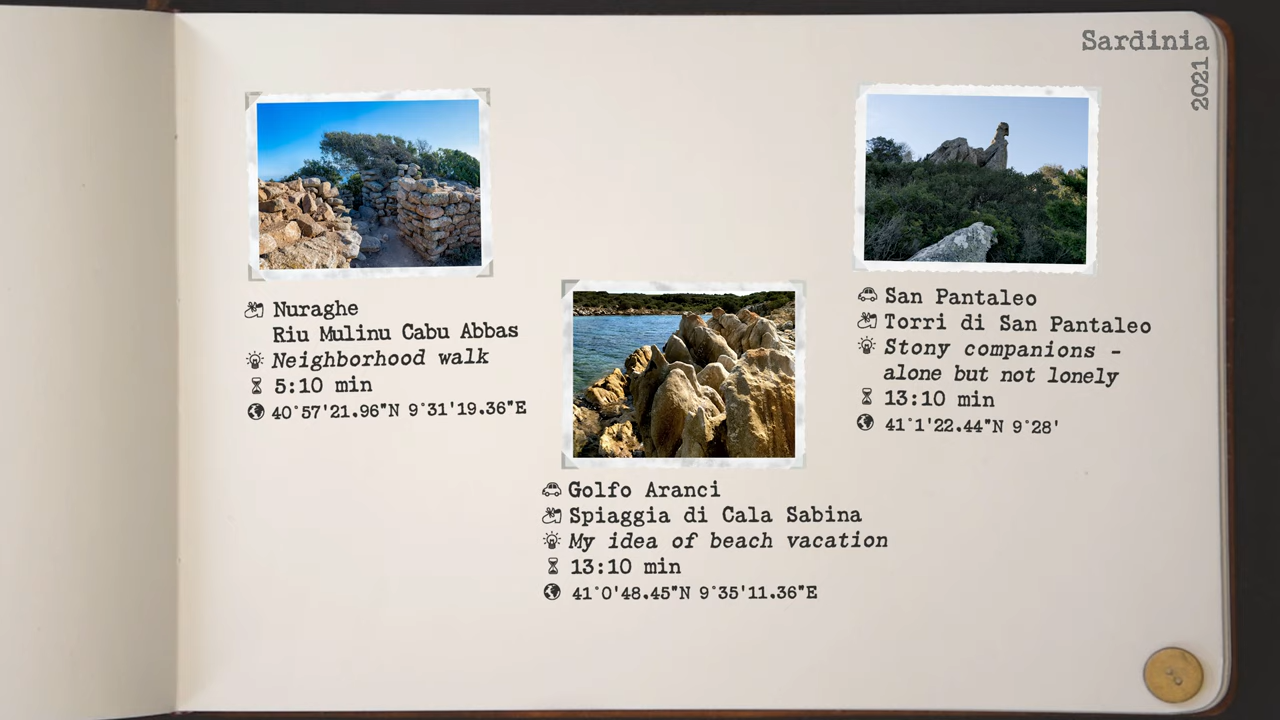 Sardinia
2021
Nuraghe
Riu Mulinu Cabu Abbas
Neighborhood walk
5:10 min
40°57'21.96"N 9°31'19.36"E
Golfo Aranci
Spiaggia di Cala Sabina
My idea of beach vacation
13:10 min
41°0'48.45"N 9°35'11.36"E
San Pantaleo
Torri di San Pantaleo
Stony companions -
alone but not lonely
13:10 min
41°1'22.44"N 9°28'